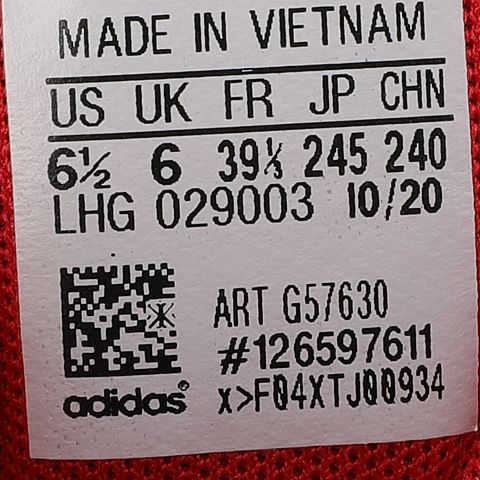 MADE IN VIETNAM
US UK FR JP CHN
6½ 6 39⅓ 245 240
LHG 029003 10/20
ART G57630
#126597611
adidas® x>F04XTJ00934